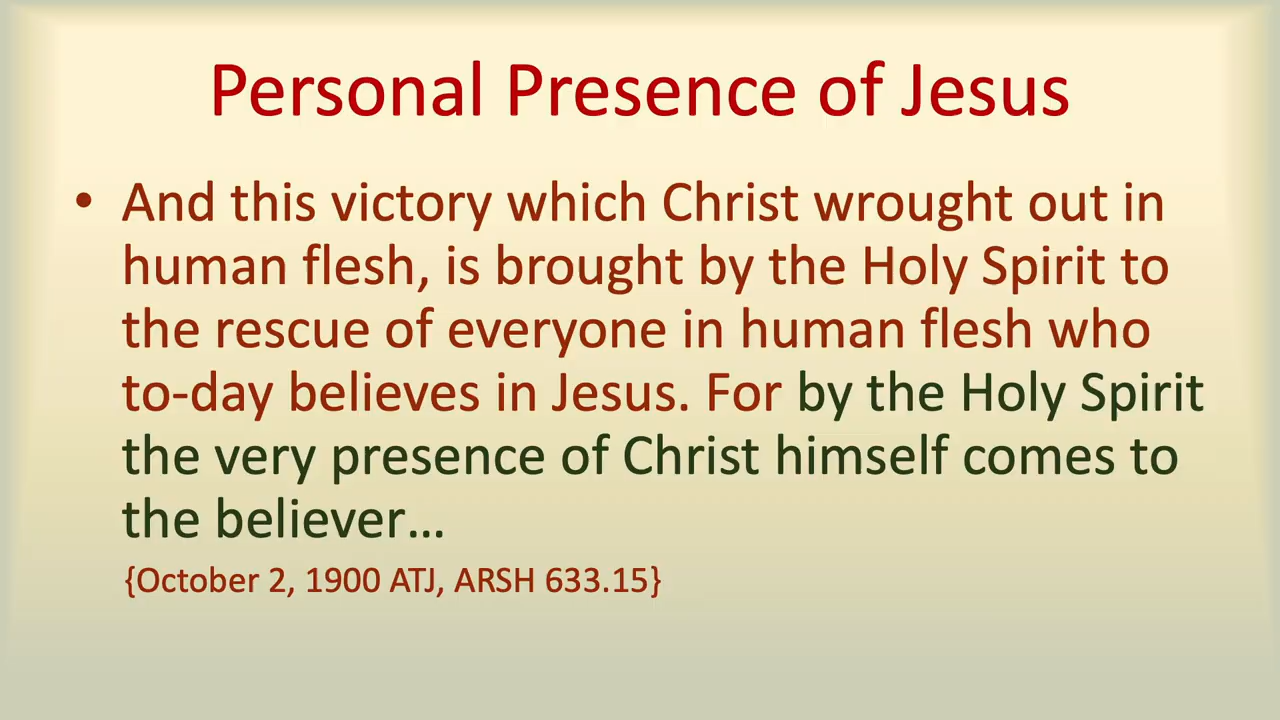 Personal Presence of Jesus
• And this victory which Christ wrought out in
human flesh, is brought by the Holy Spirit to
the rescue of everyone in human flesh who
to-day believes in Jesus. For by the Holy Spirit
the very presence of Christ himself comes to
the believer…
{October 2, 1900 ATJ, ARSH 633.15}